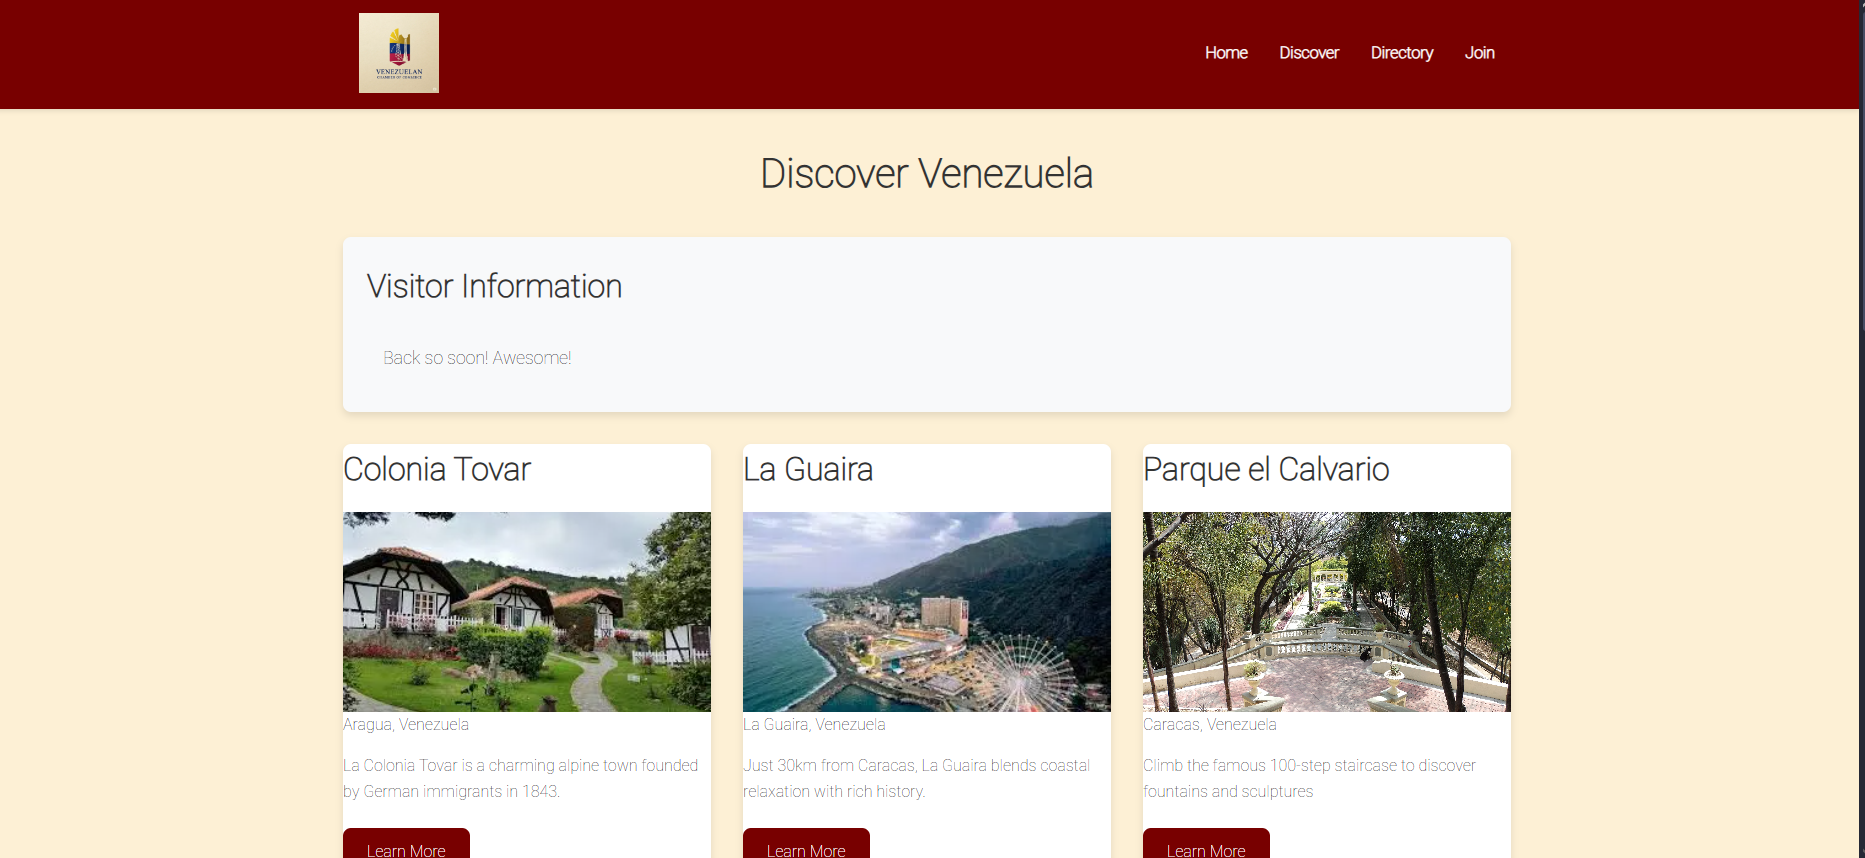 VENEZUELAN
CHAMBER OF COMMERCE
Home Discover Directory Join
Discover Venezuela
Visitor Information
Back so soon! Awesome!
Colonia Tovar
Aragua, Venezuela
La Colonia Tovar is a charming alpine town founded
by German immigrants in 1843.
Learn More
La Guaira
La Guaira, Venezuela
Just 30km from Caracas, La Guaira blends coastal
relaxation with rich history.
Learn More
Parque el Calvario
Caracas, Venezuela
Climb the famous 100-step staircase to discover
fountains and sculptures
Learn More